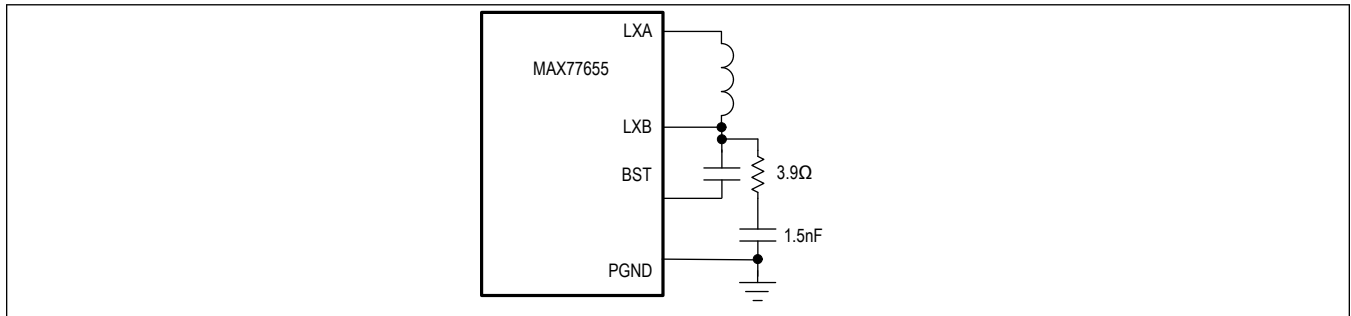 LXA
MAX77655
LXB
BST
3.9Ω
1.5nF
PGND